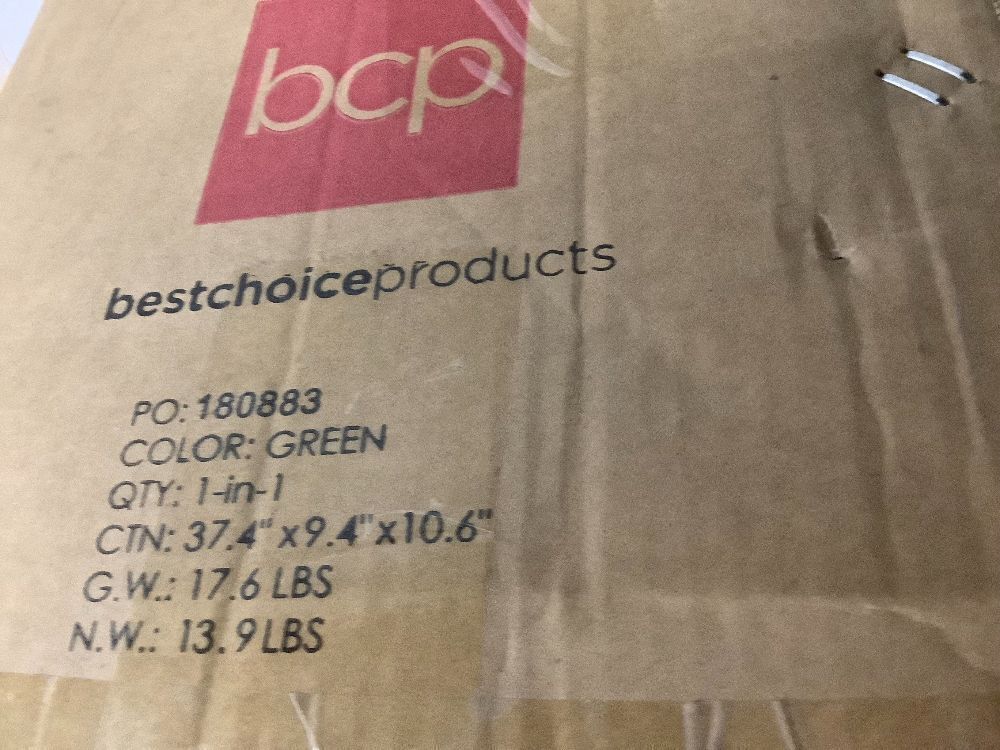 bcp
bestchoiceproducts
PO: 180883
COLOR: GREEN
QTY: 1-in-1
CTN: 37.4"x9.4"x10.6"
G.W.: 17.6 LBS
N.W.: 13.9 LBS